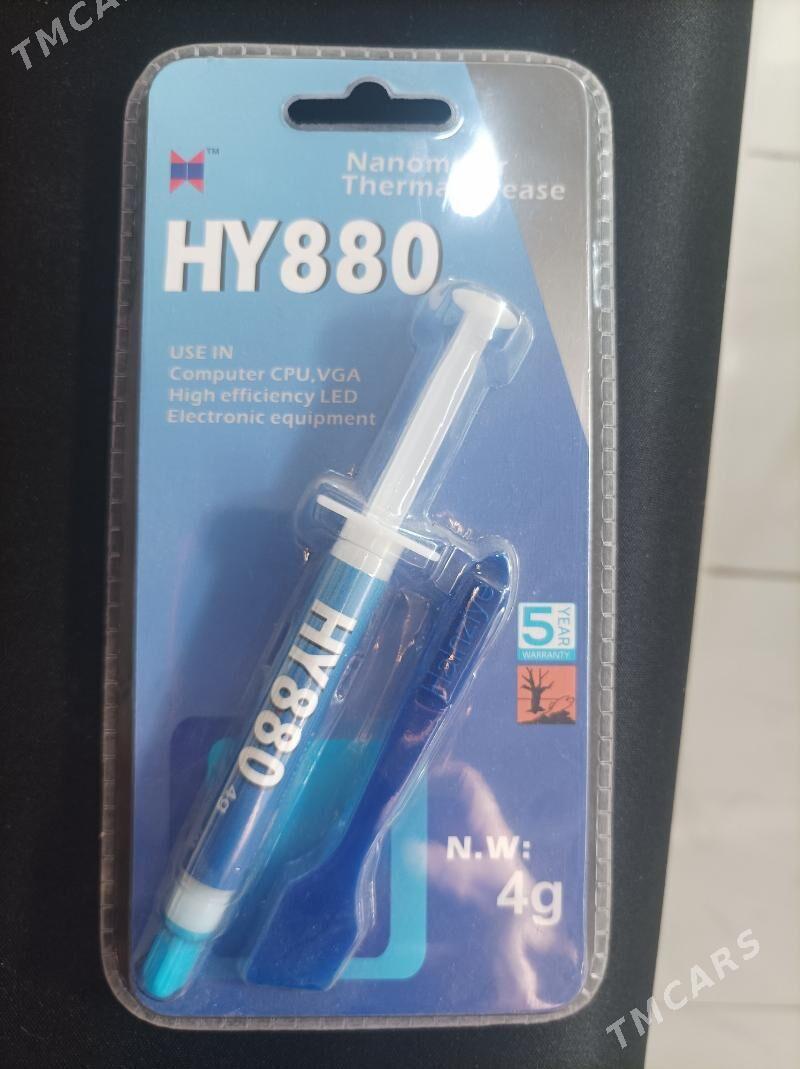 TMCARS
TM
Nanom
Therma ease
HY880
USE IN
Computer CPU,VGA
High efficiency LED
Electronic equipment
HY880
4g
5 YEAR
WARRANTY
N.W:
4g
TMCARS